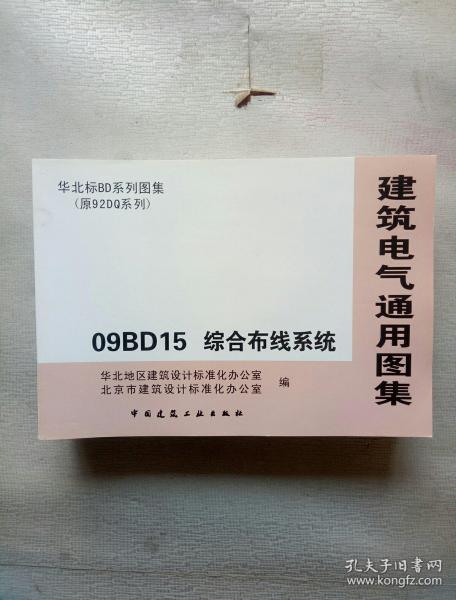 华北标BD系列图集
(原92DQ系列)
建筑电气通用图集
09BD15 综合布线系统
华北地区建筑设计标准化办公室
北京市建筑设计标准化办公室
编
中国建筑工业出版社
孔夫子旧书网
www.kongfz.com